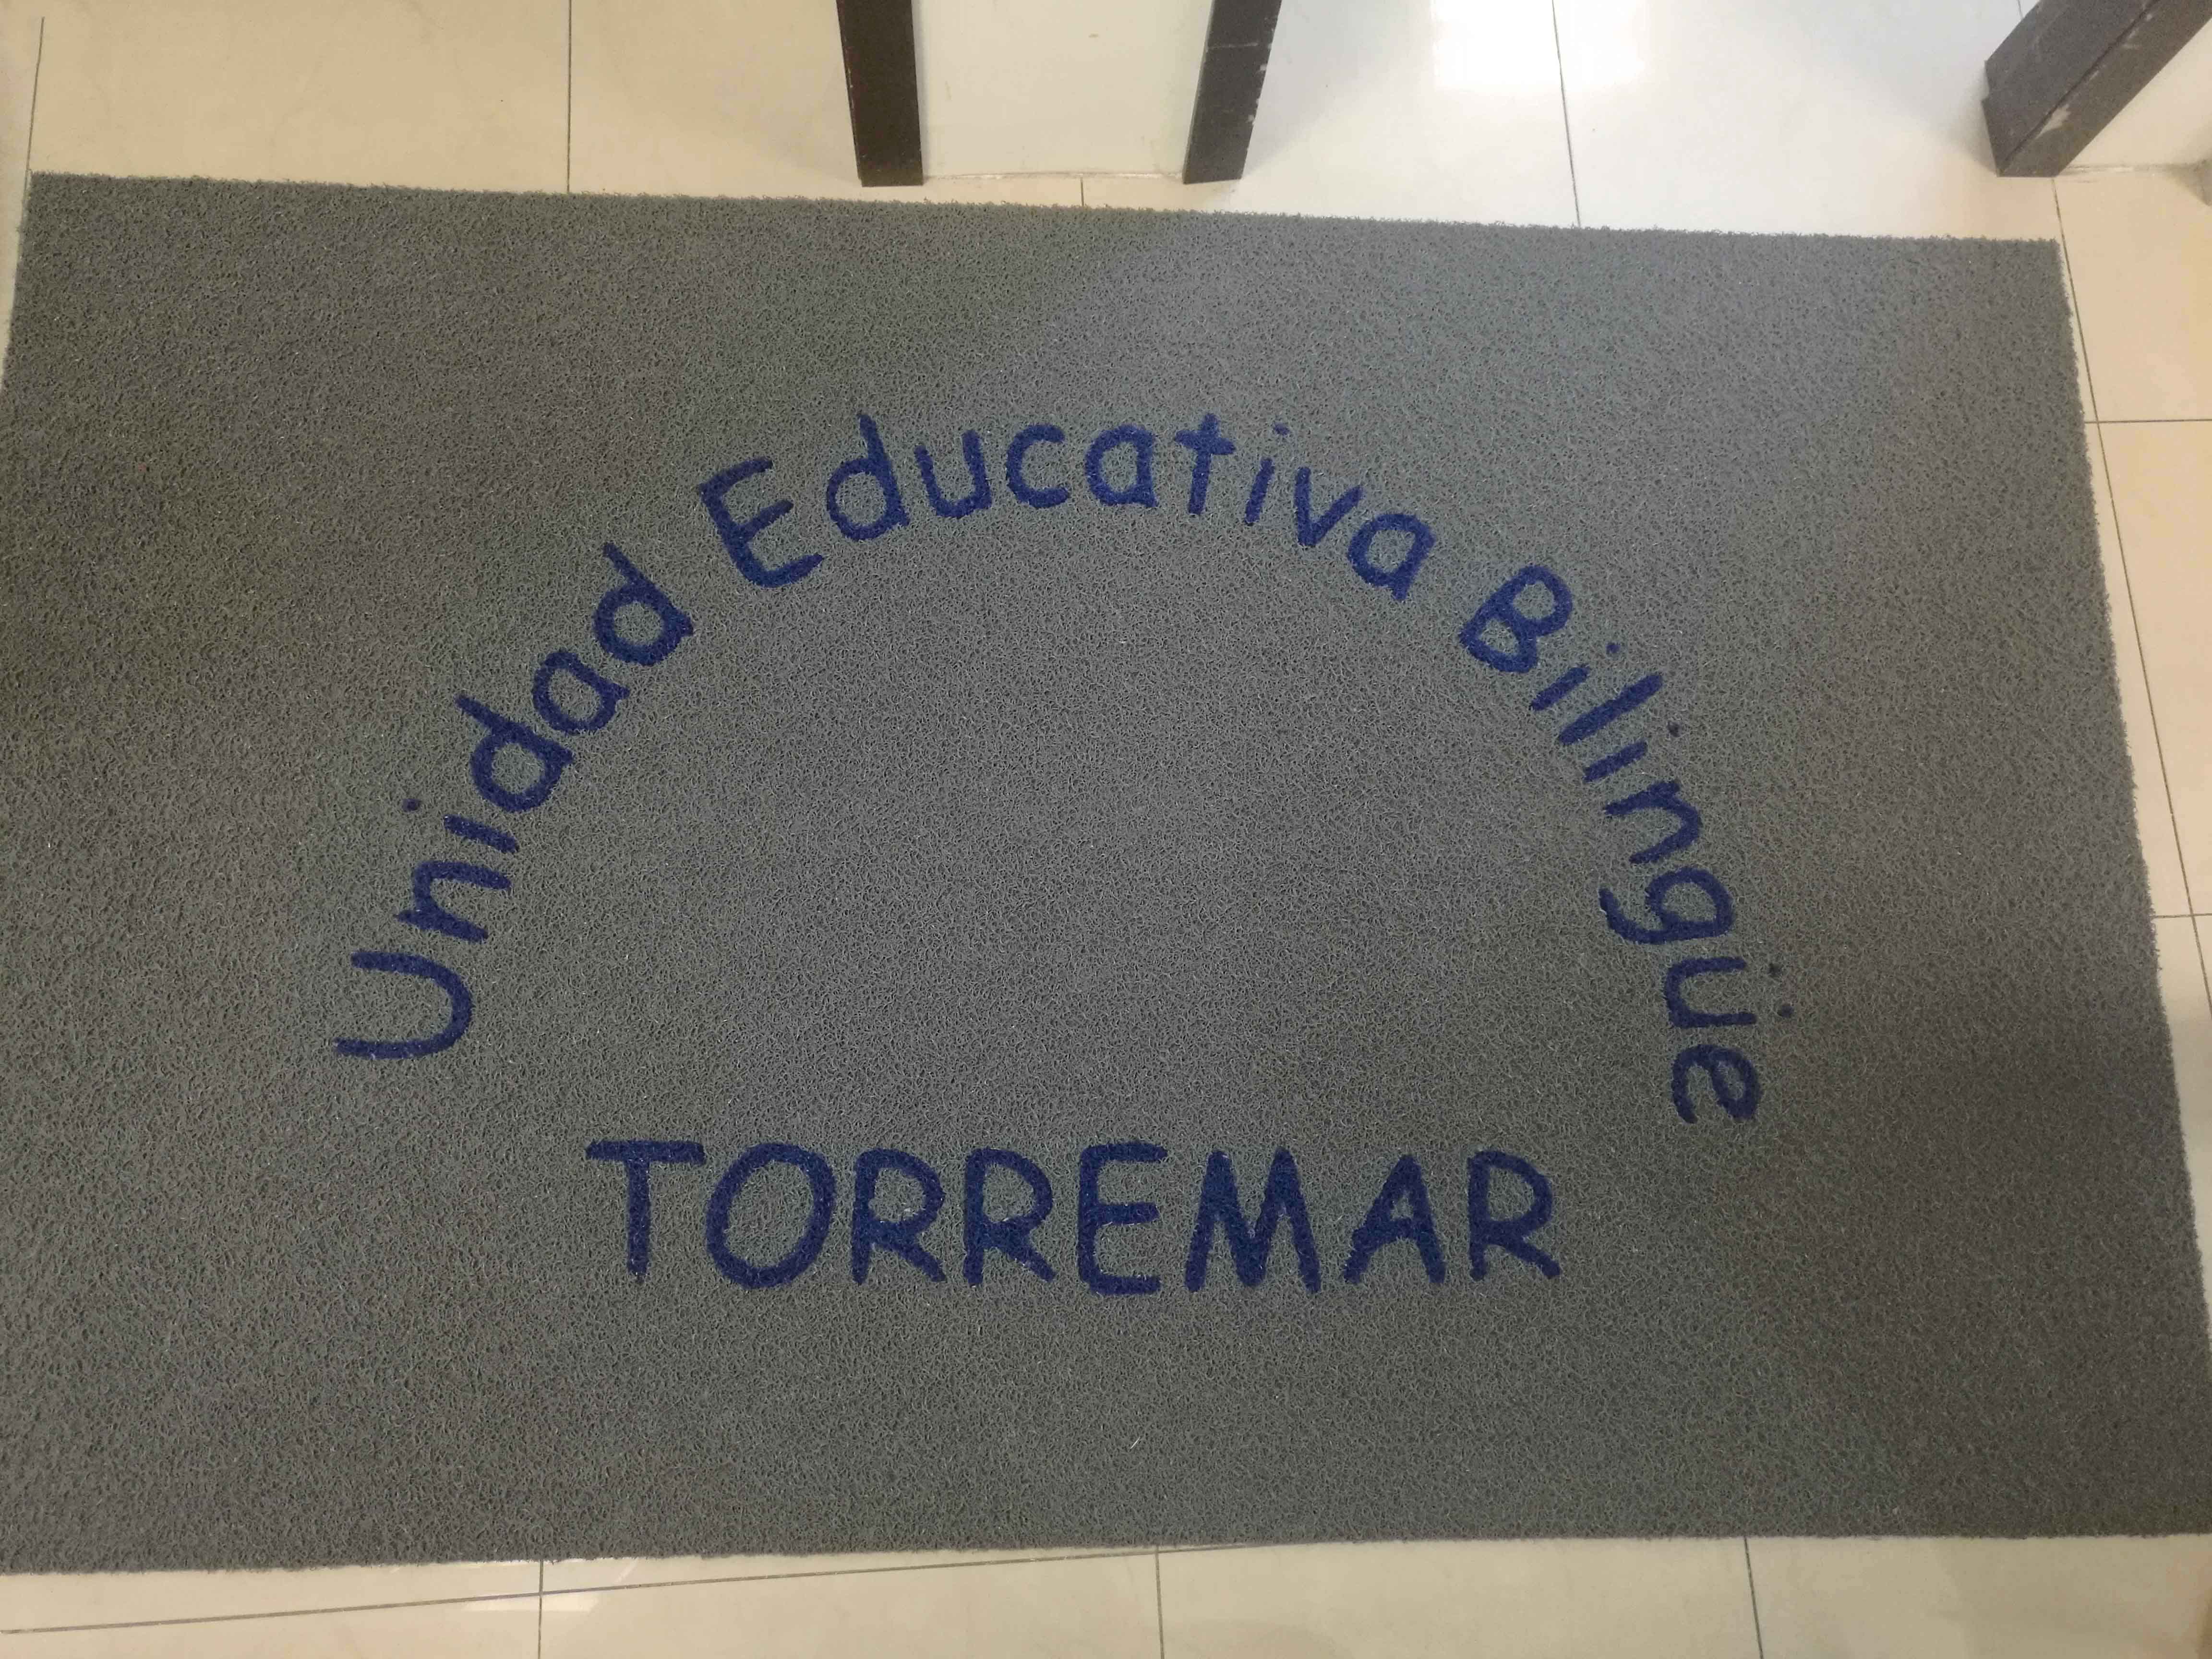 Unidad Educativa Bilingüe
TORREMAR